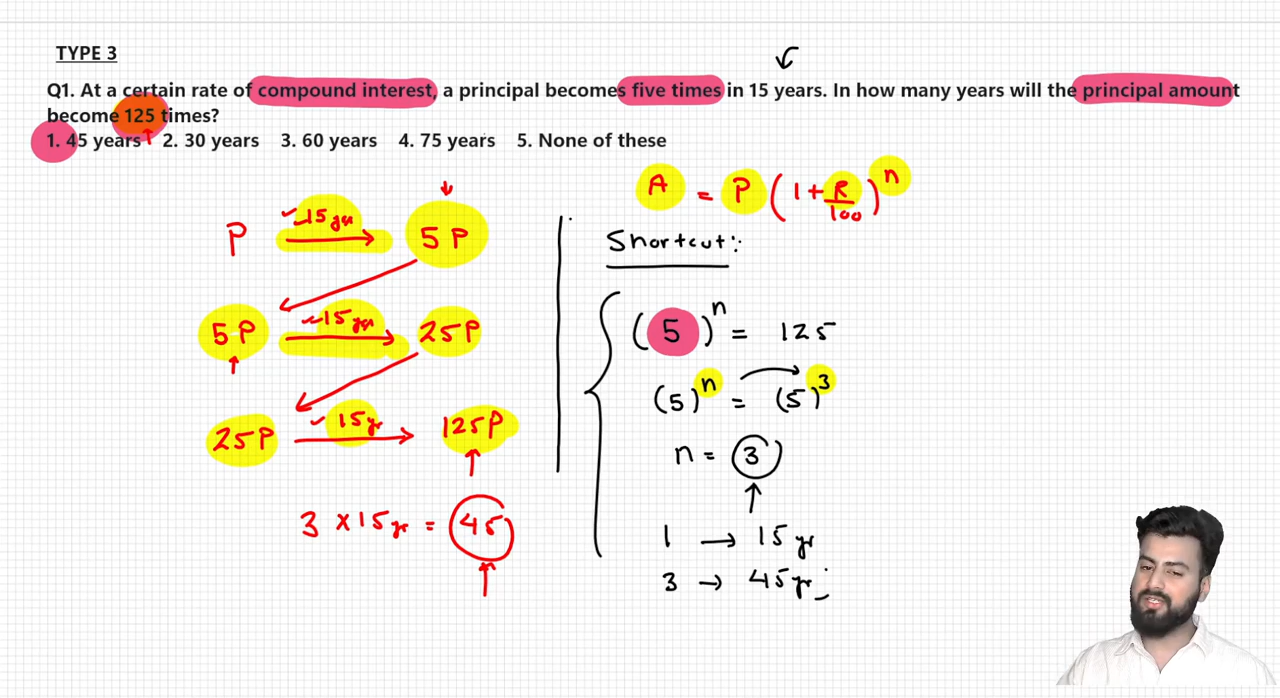 TYPE 3
Q1. At a certain rate of compound interest, a principal becomes five times in 15 years. In how many years will the principal amount
become 125 times?
1. 45 years 2. 30 years 3. 60 years 4. 75 years 5. None of these
A = P (1 + R/100)^n
P 15 yr 5P
5P 15 yr 25P
25P 15 yr 125P
3 × 15 yr = 45
Shortcut:
(5)^n = 125
(5)^n = (5)^3
n = 3
1 → 15 yr
3 → 45 yr